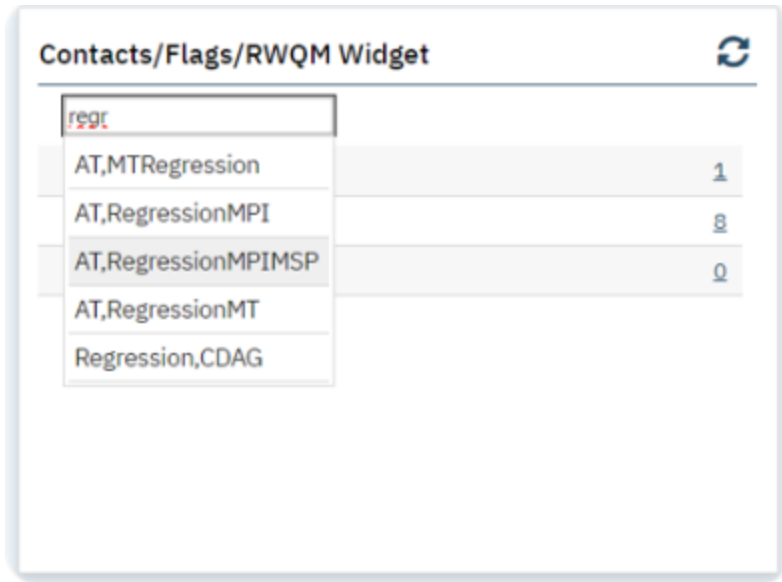 Contacts/Flags/RWQM Widget
regr
AT,MTRegression
1
AT,RegressionMPI
8
AT,RegressionMPIMSP
0
AT,RegressionMT
Regression,CDAG